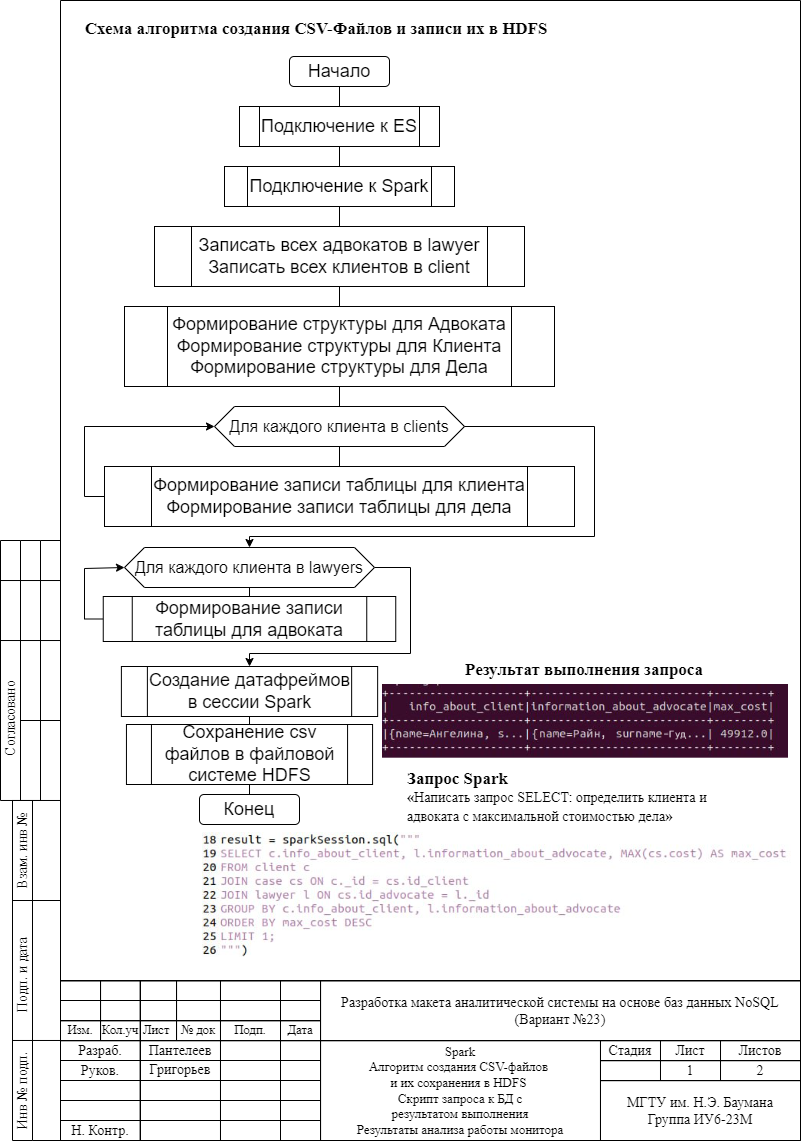 Схема алгоритма создания CSV-Файлов и записи их в HDFS
Начало
Подключение к ES
Подключение к Spark
Записать всех адвокатов в lawyer
Записать всех клиентов в client
Формирование структуры для Адвоката
Формирование структуры для Клиента
Формирование структуры для Дела
Для каждого клиента в clients
Формирование записи таблицы для клиента
Формирование записи таблицы для дела
Для каждого клиента в lawyers
Формирование записи
таблицы для адвоката
Создание датафреймов
в сессии Spark
Сохранение csv
файлов в файловой
системе HDFS
Конец
Результат выполнения запроса
+--------------------+--------------------------+--------+
|   info_about_client|information_about_advocate|max_cost|
+--------------------+--------------------------+--------+
|{name=Ангелина, s...|{name=Райн, surname-Гуд...| 49912.0|
+--------------------+--------------------------+--------+
Запрос Spark
«Написать запрос SELECT: определить клиента и
адвоката с максимальной стоимостью дела»
18 result = sparkSession.sql("""
19 SELECT c.info_about_client, l.information_about_advocate, MAX(cs.cost) AS max_cost
20 FROM client c
21 JOIN case cs ON c._id = cs.id_client
22 JOIN lawyer l ON cs.id_advocate = l._id
23 GROUP BY c.info_about_client, l.information_about_advocate
24 ORDER BY max_cost DESC
25 LIMIT 1;
26 """)
Согласовано
Взам. инв №
Подп. и дата
Инв № подп.
Изм. Кол.уч Лист № док Подп. Дата
Разраб. Пантелеев
Руков. Григорьев
Н. Контр.
Разработка макета аналитической системы на основе баз данных NoSQL
(Вариант №23)
Spark
Алгоритм создания CSV-файлов
и их сохранения в HDFS
Скрипт запроса к БД с
результатом выполнения
Результаты анализа работы монитора
Стадия Лист Листов
1 2
МГТУ им. Н.Э. Баумана
Группа ИУ6-23М